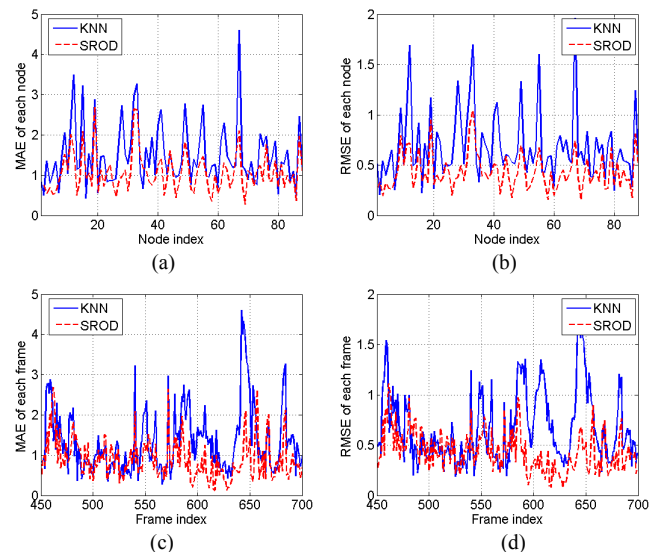 5
4
3
2
1
0
MAE of each node
KNN
SROD
20 40 60 80
Node index
(a)
2
1.5
1
0.5
0
RMSE of each node
KNN
SROD
20 40 60 80
Node index
(b)
5
4
3
2
1
0
MAE of each frame
KNN
SROD
450 500 550 600 650 700
Frame index
(c)
2
1.5
1
0.5
0
RMSE of each frame
KNN
SROD
450 500 550 600 650 700
Frame index
(d)